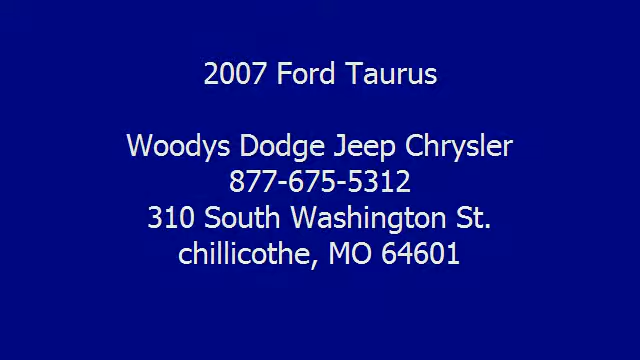 2007 Ford Taurus
Woodys Dodge Jeep Chrysler
877-675-5312
310 South Washington St.
chillicothe, MO 64601